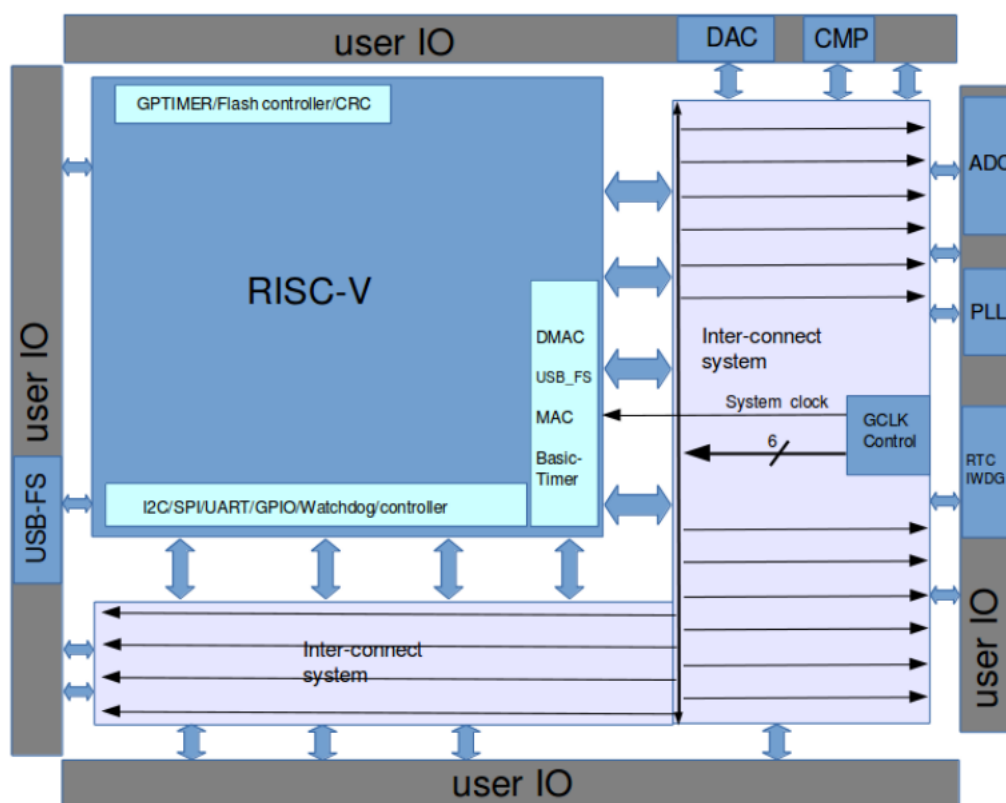 user IO
DAC
CMP
GPTIMER/Flash controller/CRC
ADC
RISC-V
PLL
user IO
DMAC
USB_FS
MAC
Basic-
Timer
Inter-connect
system
System clock
6
GCLK
Control
RTC
IWDG
USB-FS
I2C/SPI/UART/GPIO/Watchdog/controller
Inter-connect
system
user IO
user IO